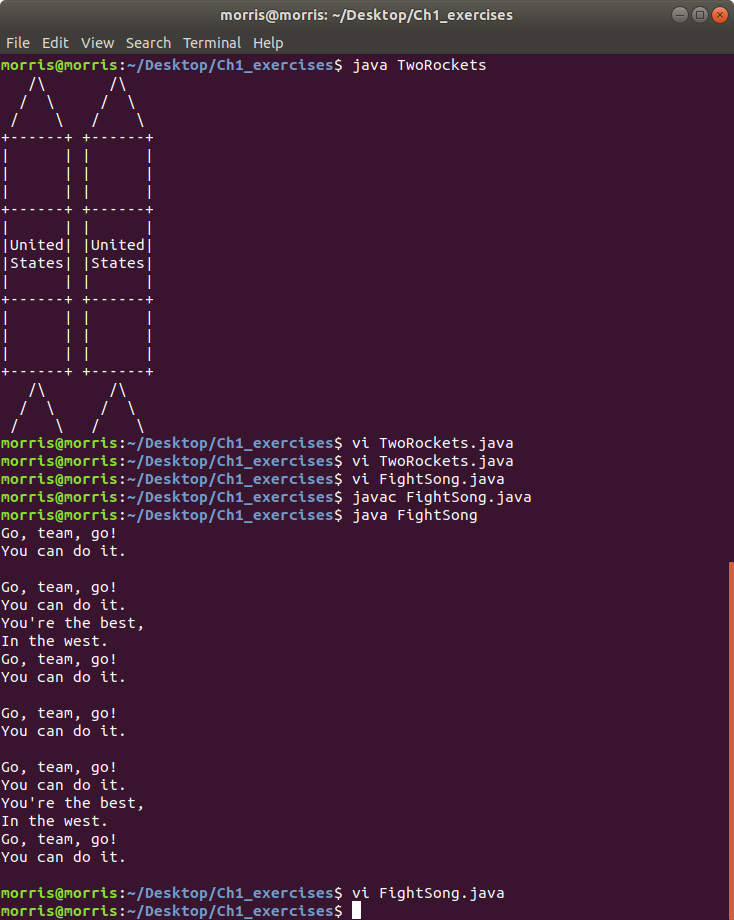 morris@morris: ~/Desktop/Ch1_exercises
File Edit View Search Terminal Help
morris@morris:~/Desktop/Ch1_exercises$ java TwoRockets
   /\       /\
  /  \     /  \
 /    \   /    \
+------+ +------+
|      | |      |
|      | |      |
|      | |      |
+------+ +------+
|      | |      |
|United| |United|
|States| |States|
|      | |      |
+------+ +------+
|      | |      |
|      | |      |
|      | |      |
+------+ +------+
   /\       /\
  /  \     /  \
 /    \   /    \
morris@morris:~/Desktop/Ch1_exercises$ vi TwoRockets.java
morris@morris:~/Desktop/Ch1_exercises$ vi TwoRockets.java
morris@morris:~/Desktop/Ch1_exercises$ vi FightSong.java
morris@morris:~/Desktop/Ch1_exercises$ javac FightSong.java
morris@morris:~/Desktop/Ch1_exercises$ java FightSong
Go, team, go!
You can do it.

Go, team, go!
You can do it.
You're the best,
In the west.
Go, team, go!
You can do it.

Go, team, go!
You can do it.

Go, team, go!
You can do it.
You're the best,
In the west.
Go, team, go!
You can do it.

morris@morris:~/Desktop/Ch1_exercises$ vi FightSong.java
morris@morris:~/Desktop/Ch1_exercises$